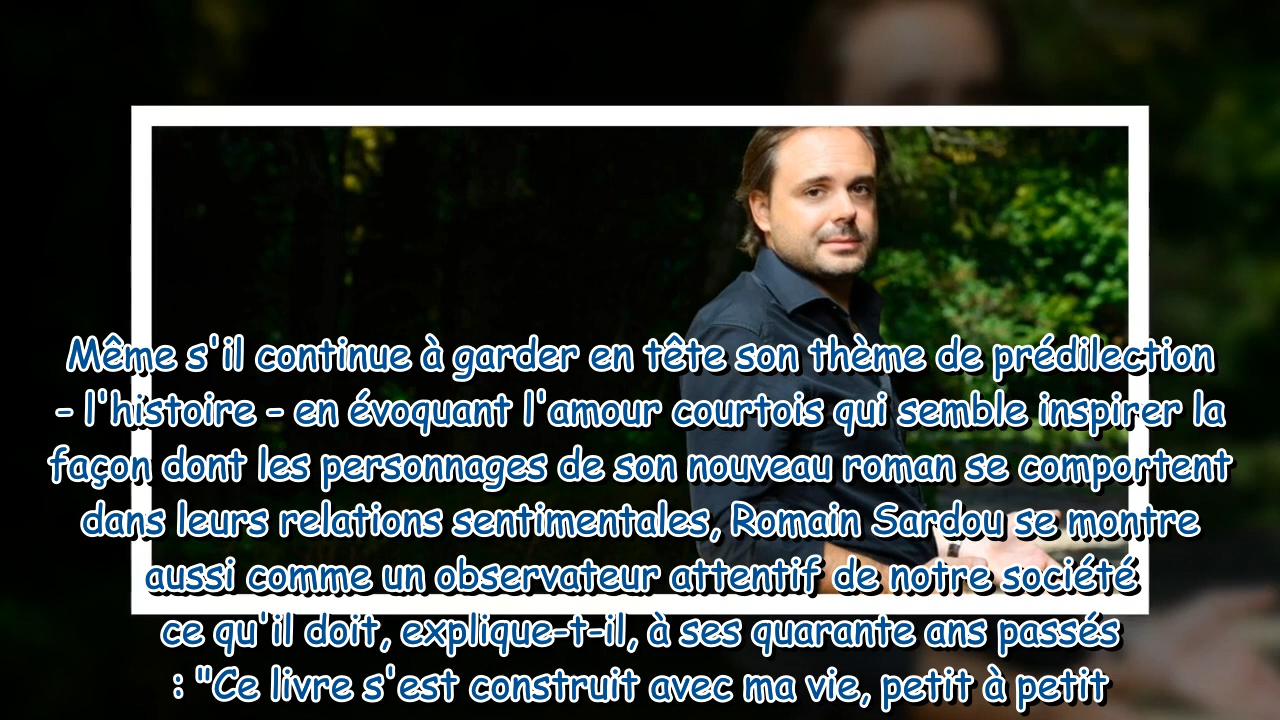 Même s'il continue à garder en tête son thème de prédilection
- l'histoire - en évoquant l'amour courtois qui semble inspirer la
façon dont les personnages de son nouveau roman se comportent
dans leurs relations sentimentales, Romain Sardou se montre
aussi comme un observateur attentif de notre société
ce qu'il doit, explique-t-il, à ses quarante ans passés
: "Ce livre s'est construit avec ma vie, petit à petit